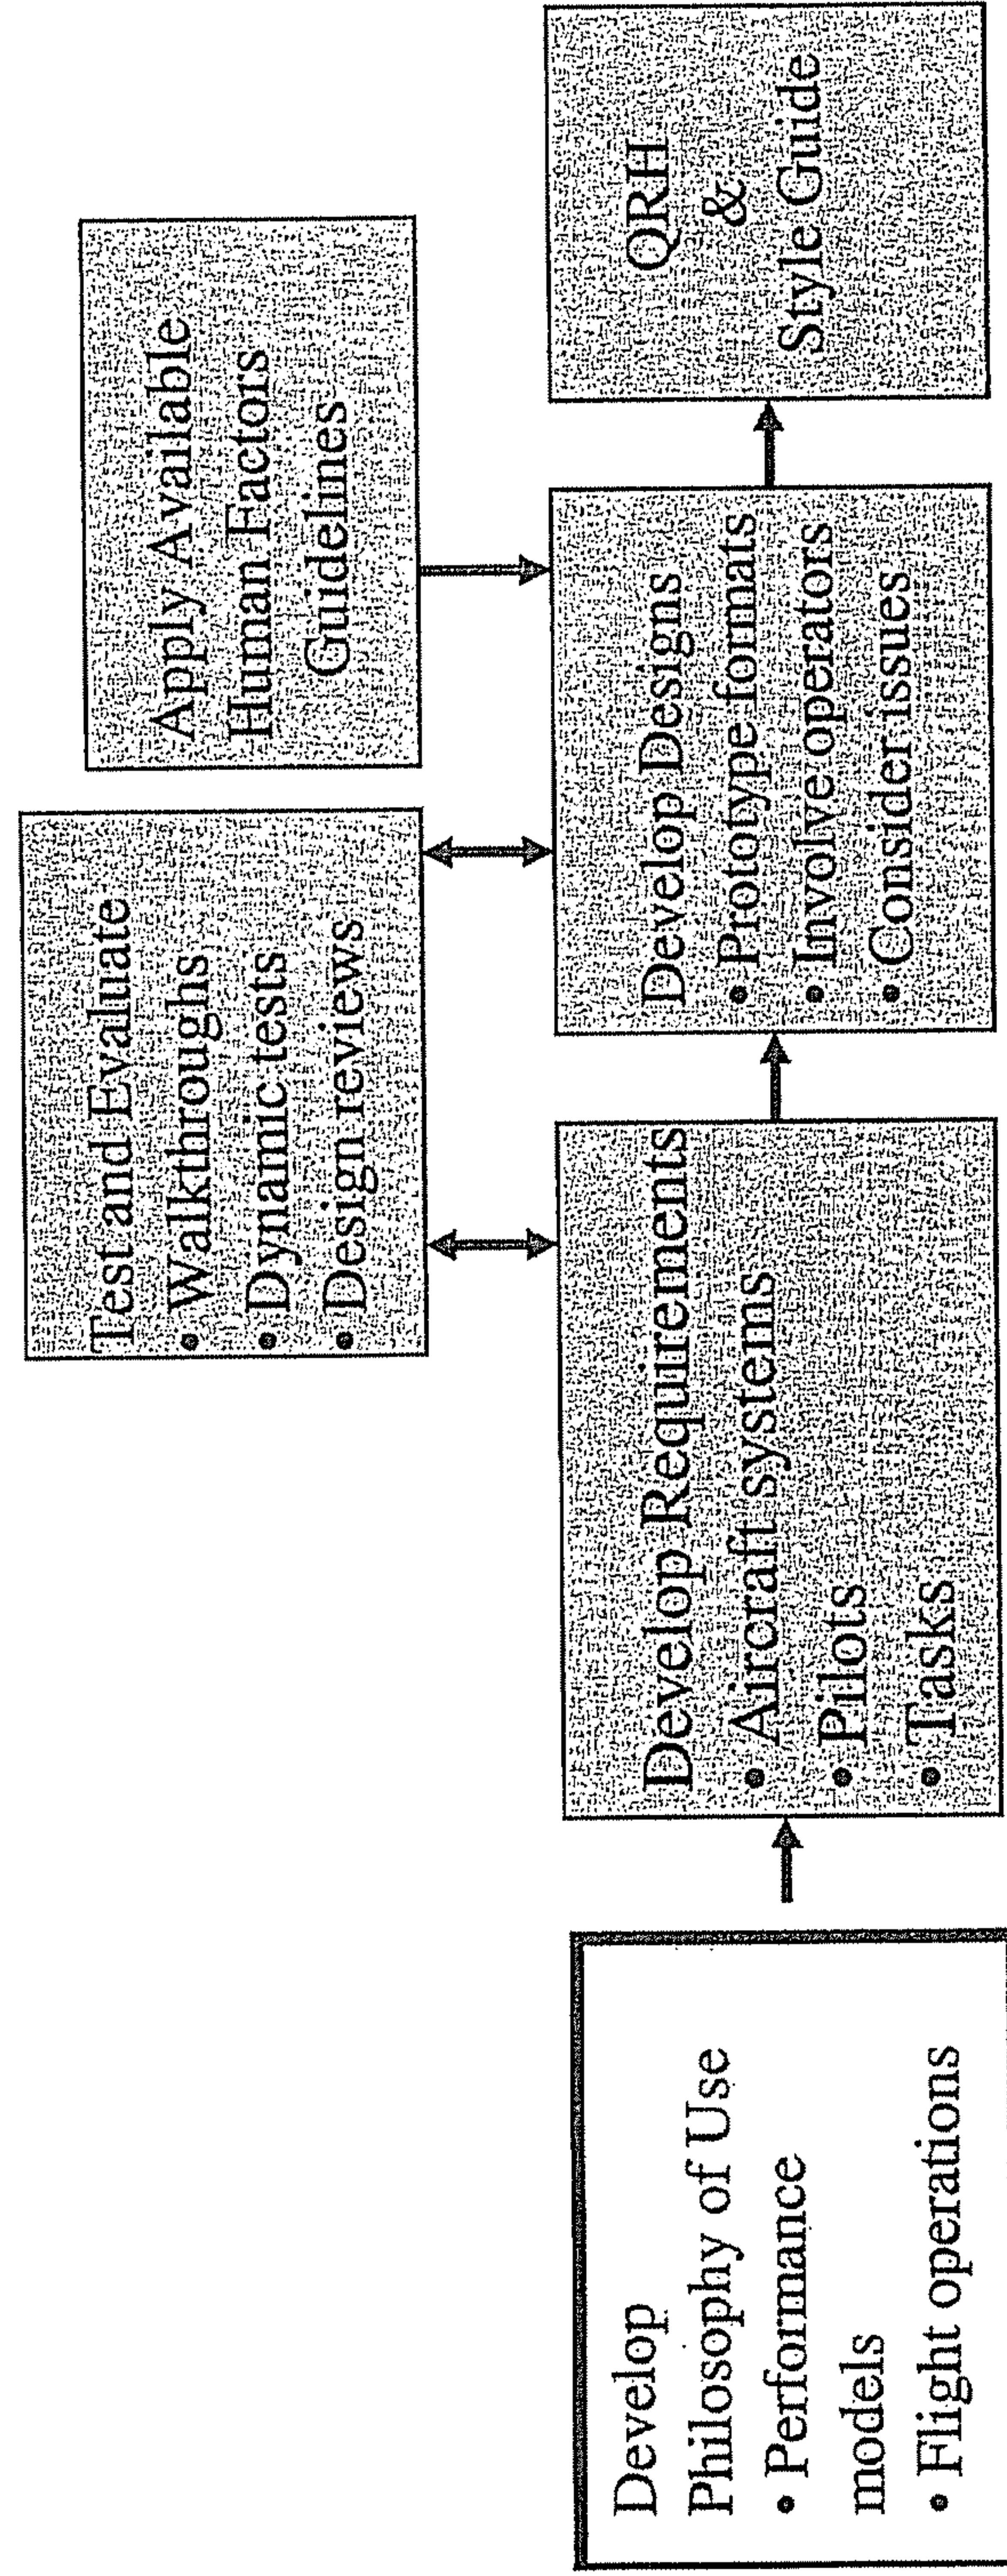 Test and Evaluate
• Walkthroughs
• Dynamic tests
• Design reviews
Apply Available
Human Factors
Guidelines
Develop
Philosophy of Use
• Performance
models
• Flight operations
Develop Requirements
• Aircraft systems
• Pilots
• Tasks
Develop Designs
• Prototype formats
• Involve operators
• Consider issues
QRH
&
Style Guide